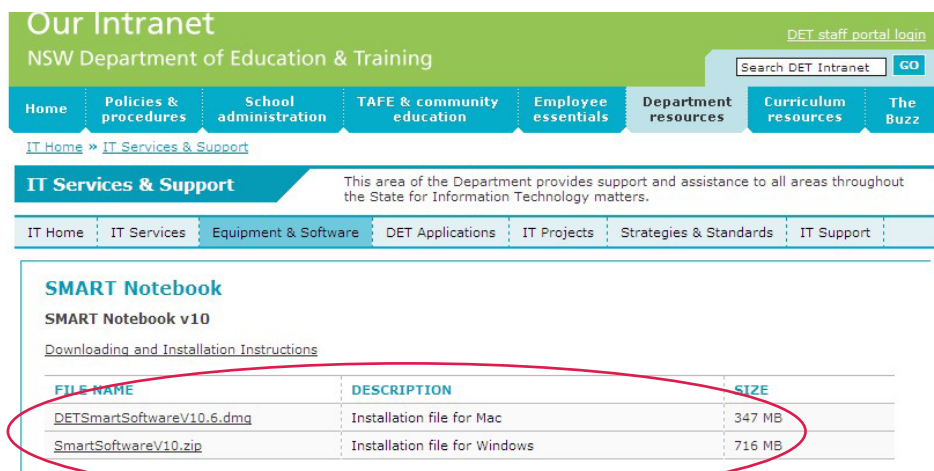 Our Intranet
DET staff portal login
NSW Department of Education & Training
Search DET Intranet GO
Home Policies & procedures School administration TAFE & community education Employee essentials Department resources Curriculum resources The Buzz
IT Home » IT Services & Support
IT Services & Support
This area of the Department provides support and assistance to all areas throughout
the State for Information Technology matters.
IT Home IT Services Equipment & Software DET Applications IT Projects Strategies & Standards IT Support
SMART Notebook
SMART Notebook v10
Downloading and Installation Instructions
FILE NAME DESCRIPTION SIZE
DETSmartSoftwareV10.6.dmg Installation file for Mac 347 MB
SmartSoftwareV10.zip Installation file for Windows 716 MB